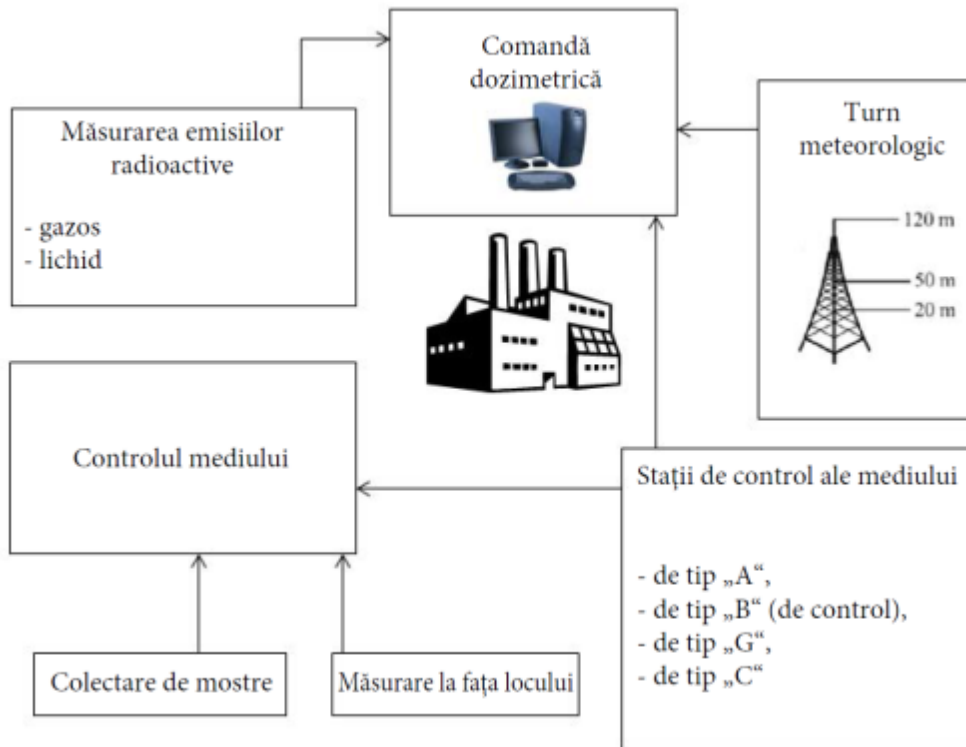 Comandă
dozimetrică
Măsurarea emisiilor
radioactive
- gazos
- lichid
Turn
meteorologic
120 m
50 m
20 m
Controlul mediului
Stații de control ale mediului
- de tip „A“,
- de tip „B“ (de control),
- de tip „G“,
- de tip „C“
Colectare de mostre
Măsurare la fața locului